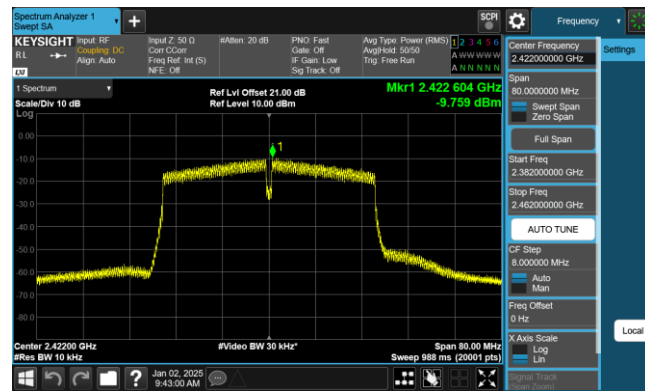 Spectrum Analyzer 1
Swept SA
SCPI
Frequency
KEYSIGHT
RL
LXI
Input: RF
Coupling: DC
Align: Auto
Input Z: 50 Ω
Corr CCorr
Freq Ref: Int (S)
NFE: Off
#Atten: 20 dB
PNO: Fast
Gate: Off
IF Gain: Low
Sig Track: Off
Avg Type: Power (RMS)
Avg|Hold: 50/50
Trig: Free Run
1 2 3 4 5 6
A W W W W W
A N N N N N
1 Spectrum
Scale/Div 10 dB
Log
Ref Lvl Offset 21.00 dB
Ref Level 10.00 dBm
Mkr1 2.422 604 GHz
-9.759 dBm
1
0.00
-10.0
-20.0
-30.0
-40.0
-50.0
-60.0
-70.0
-80.0
Center 2.42200 GHz
#Res BW 10 kHz
#Video BW 30 kHz*
Span 80.00 MHz
Sweep 988 ms (20001 pts)
Jan 02, 2025
9:43:00 AM
Center Frequency
2.422000000 GHz
Settings
Span
80.0000000 MHz
Swept Span
Zero Span
Full Span
Start Freq
2.382000000 GHz
Stop Freq
2.462000000 GHz
AUTO TUNE
CF Step
8.000000 MHz
Auto
Man
Freq Offset
0 Hz
Local
X Axis Scale
Log
Lin
Signal Track
(Span Zoom)